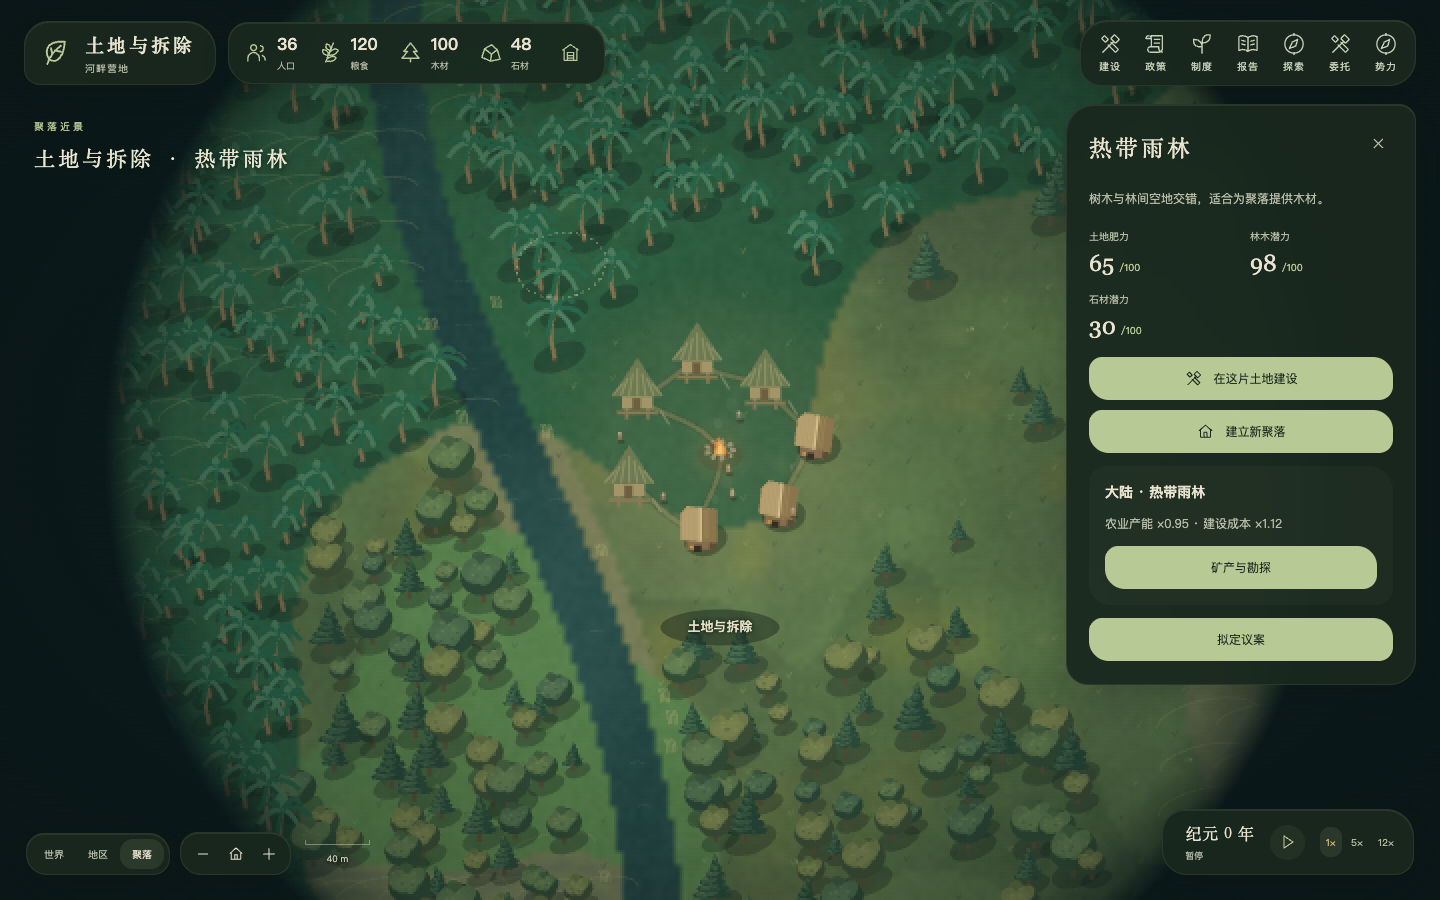 土地与拆除
河畔营地
36
人口
120
粮食
100
木材
48
石材
建设
政策
制度
报告
探索
委托
势力
聚落近景
土地与拆除 · 热带雨林
热带雨林
树木与林间空地交错，适合为聚落提供木材。
土地肥力
65 /100
林木潜力
98 /100
石材潜力
30 /100
在这片土地建设
建立新聚落
大陆 · 热带雨林
农业产能 ×0.95 · 建设成本 ×1.12
矿产与勘探
拟定议案
土地与拆除
世界
地区
聚落
40 m
纪元 0 年
暂停
1×
5×
12×